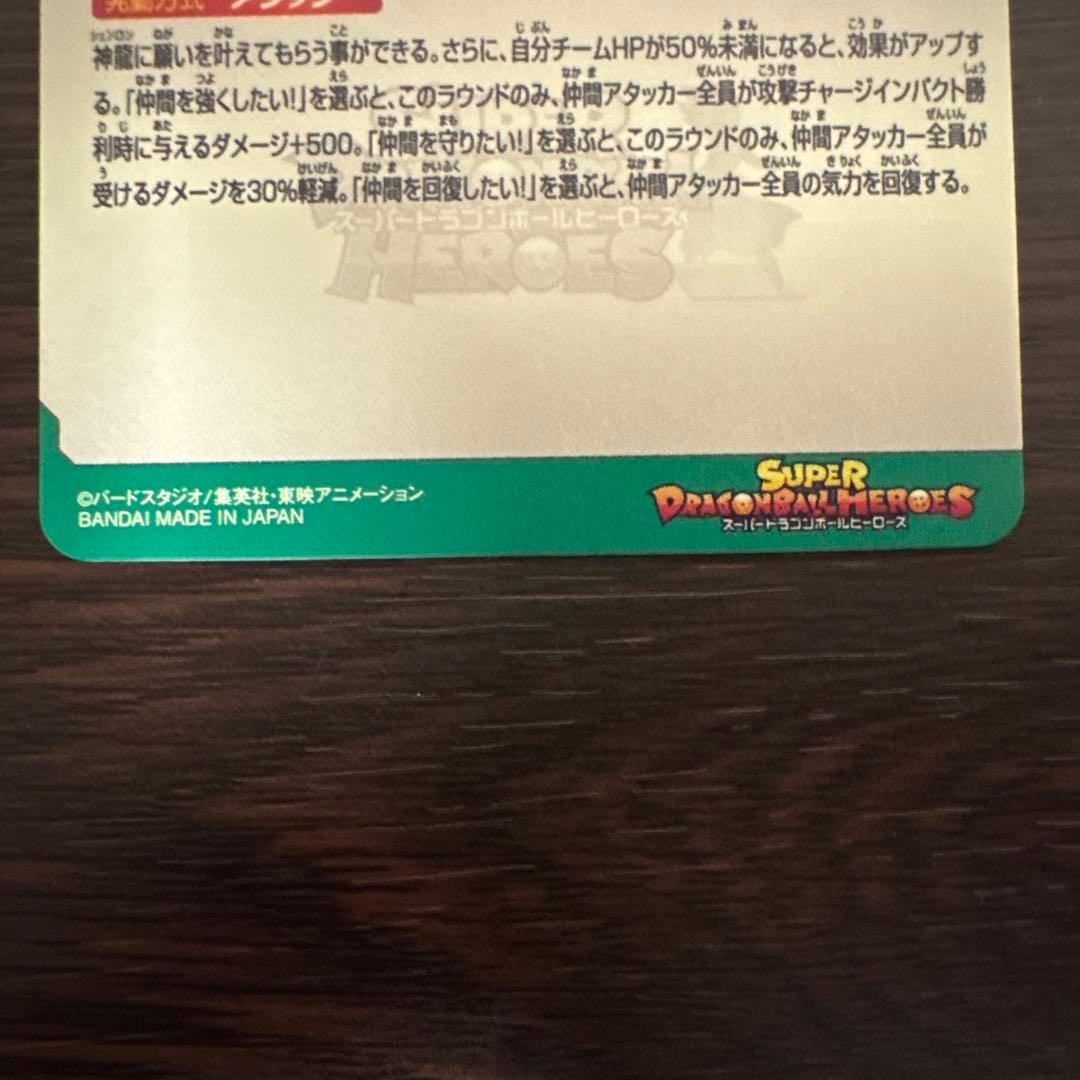 神龍に願いを叶えてもらう事ができる。さらに、自分チームHPが50%未満になると、効果がアップす
る。「仲間を強くしたい!」を選ぶと、このラウンドのみ、仲間アタッカー全員が攻撃チャージインパクト勝
利時に与えるダメージ+500。「仲間を守りたい!」を選ぶと、このラウンドのみ、仲間アタッカー全員が
受けるダメージを30%軽減。「仲間を回復したい!」を選ぶと、仲間アタッカー全員の気力を回復する。
スーパードラゴンボールヒーローズ
HEROES
©バードスタジオ/集英社・東映アニメーション
BANDAI MADE IN JAPAN
SUPER
DRAGONBALL HEROES
スーパードラゴンボールヒーローズ